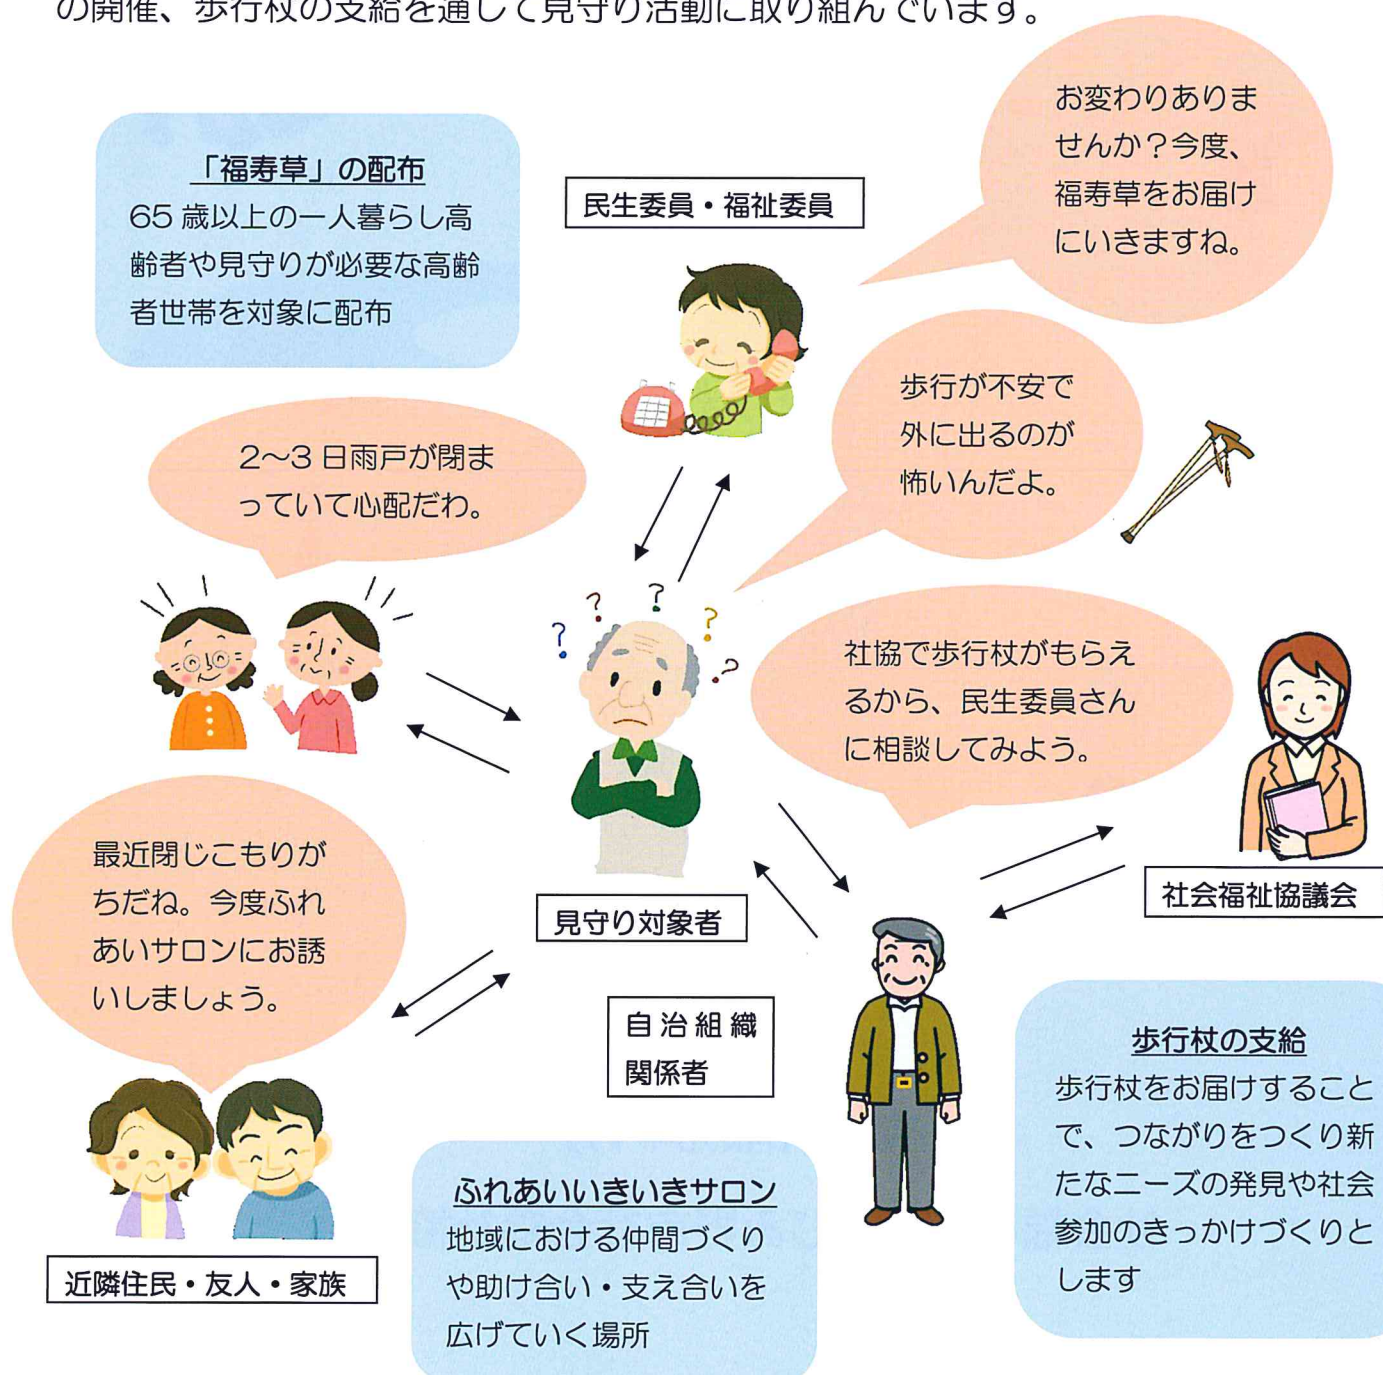 の開催、歩行杖の支給を通して見守り活動に取り組んでいます。
お変わりありま
せんか？今度、
福寿草をお届け
にいきますね。
「福寿草」の配布
65歳以上の一人暮らし高
齢者や見守りが必要な高齢
者世帯を対象に配布
民生委員・福祉委員
歩行が不安で
外に出るのが
怖いんだよ。
2～3日雨戸が閉ま
っていて心配だわ。
?
?
?
?
?
社協で歩行杖がもらえ
るから、民生委員さん
に相談してみよう。
最近閉じこもりが
ちだね。今度ふれ
あいサロンにお誘
いしましょう。
見守り対象者
社会福祉協議会
自治組織
関係者
歩行杖の支給
歩行杖をお届けすること
で、つながりをつくり新
たなニーズの発見や社会
参加のきっかけづくりと
します
ふれあいいきいきサロン
地域における仲間づくり
や助け合い・支え合いを
広げていく場所
近隣住民・友人・家族